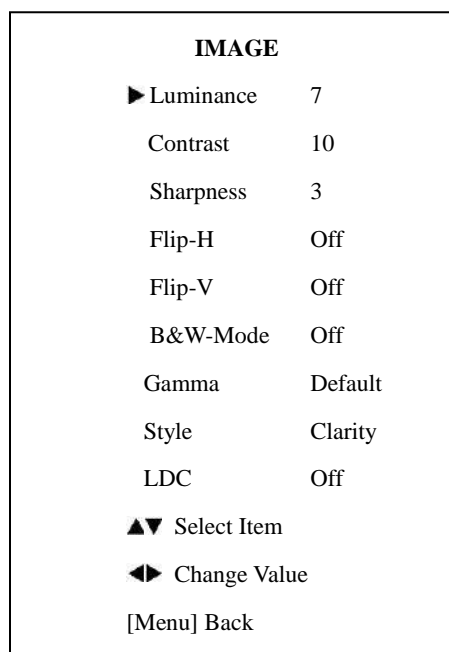 IMAGE
▶ Luminance 7
Contrast 10
Sharpness 3
Flip-H Off
Flip-V Off
B&W-Mode Off
Gamma Default
Style Clarity
LDC Off
▲▼ Select Item
◀▶ Change Value
[Menu] Back